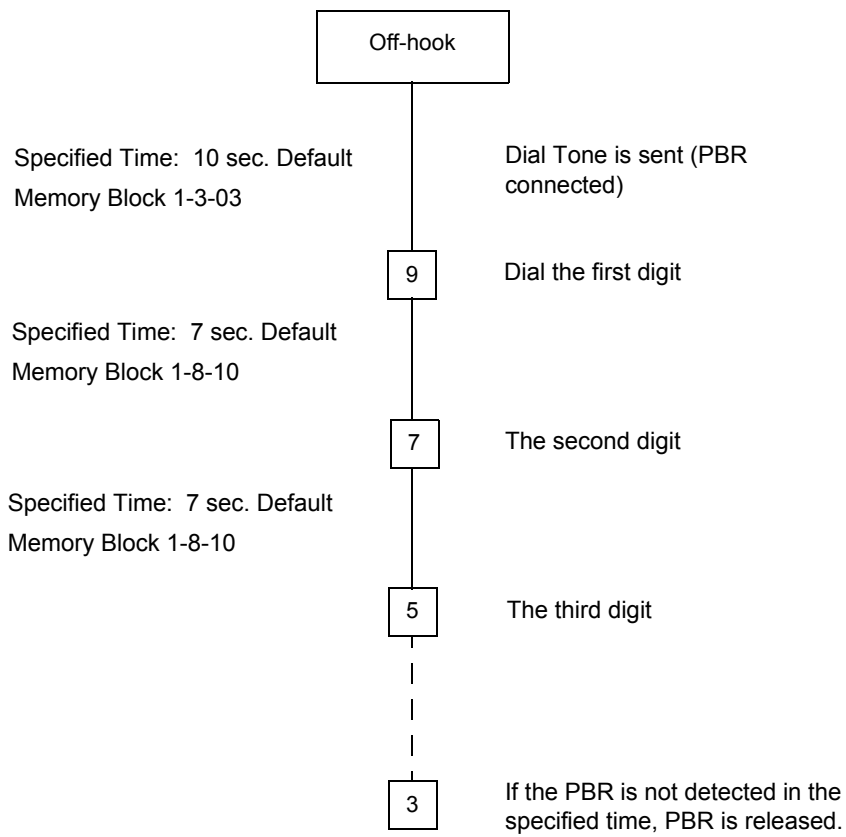 Off-hook
Specified Time: 10 sec. Default
Memory Block 1-3-03
Dial Tone is sent (PBR
connected)
9
Dial the first digit
Specified Time: 7 sec. Default
Memory Block 1-8-10
7
The second digit
Specified Time: 7 sec. Default
Memory Block 1-8-10
5
The third digit
3
If the PBR is not detected in the
specified time, PBR is released.